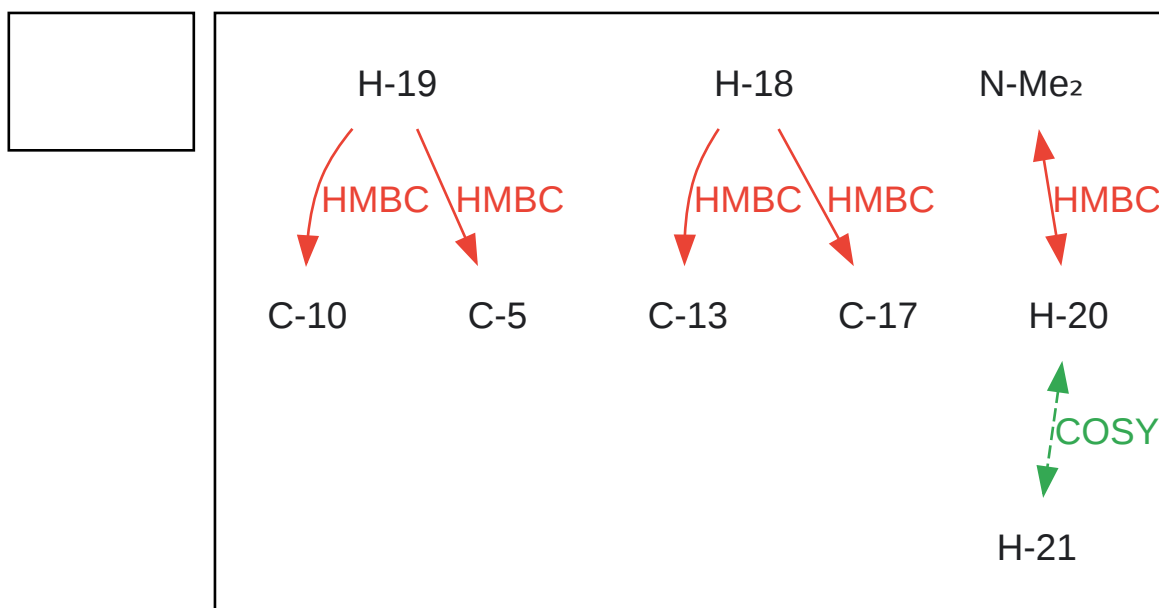 H-19 H-18 N-Me₂
HMBC HMBC HMBC HMBC HMBC
C-10 C-5 C-13 C-17 H-20
COSY
H-21